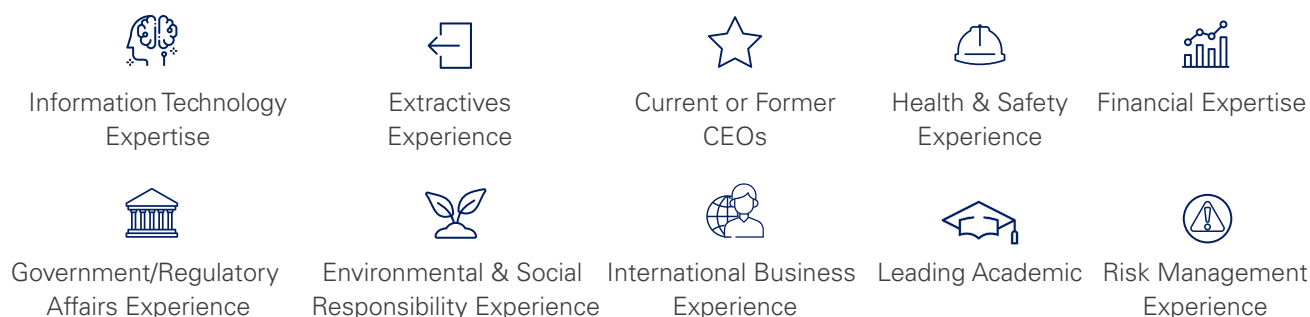 Information Technology
Expertise
Extractives
Experience
Current or Former
CEOs
Health & Safety
Experience
Financial Expertise
Government/Regulatory
Affairs Experience
Environmental & Social
Responsibility Experience
International Business
Experience
Leading Academic
Risk Management
Experience